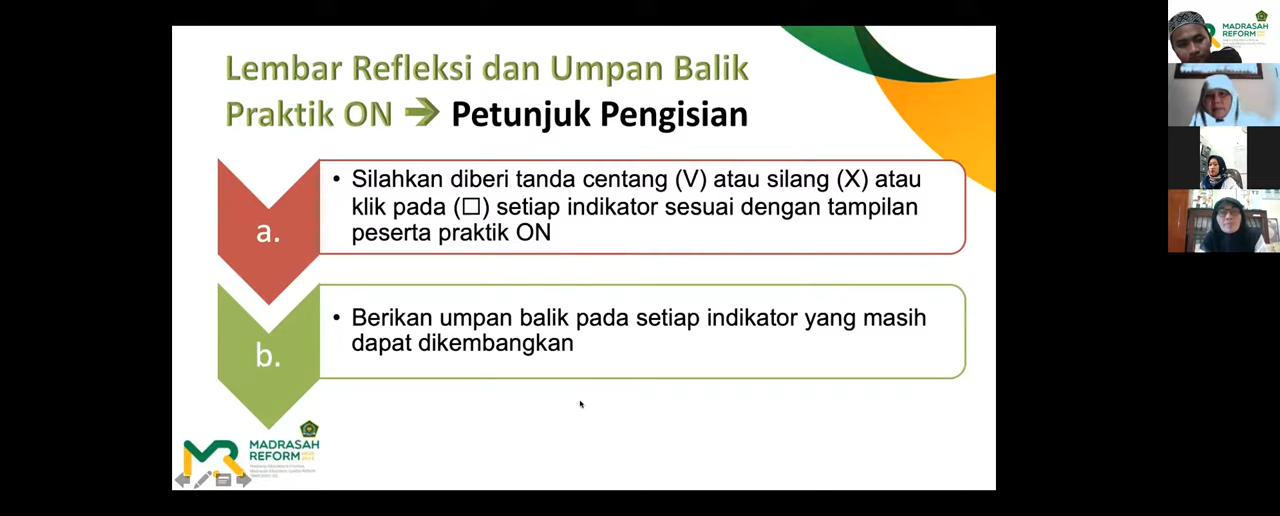 Lembar Refleksi dan Umpan Balik
Praktik ON → Petunjuk Pengisian
a.
• Silahkan diberi tanda centang (V) atau silang (X) atau
klik pada (☐) setiap indikator sesuai dengan tampilan
peserta praktik ON
b.
• Berikan umpan balik pada setiap indikator yang masih
dapat dikembangkan
MADRASAH
REFORM
MADRASAH
REFORM